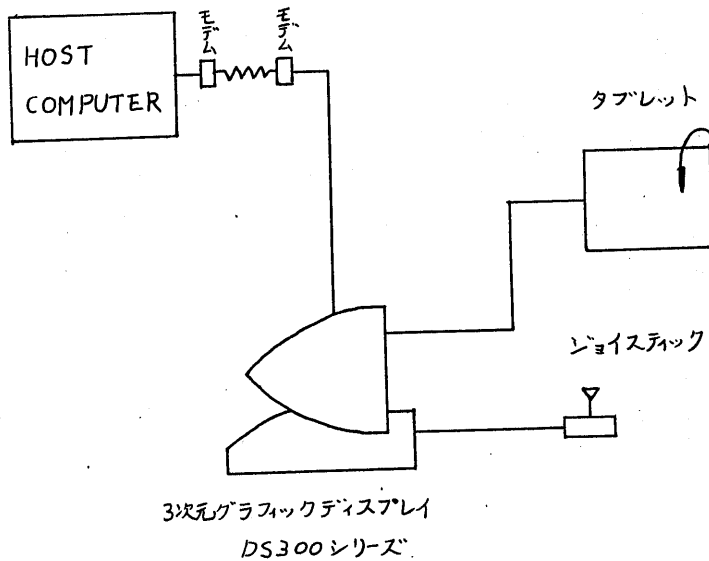 HOST
COMPUTER
モデム
モデム
タブレット
ジョイスティック
3次元グラフィックディスプレイ
DS300シリーズ